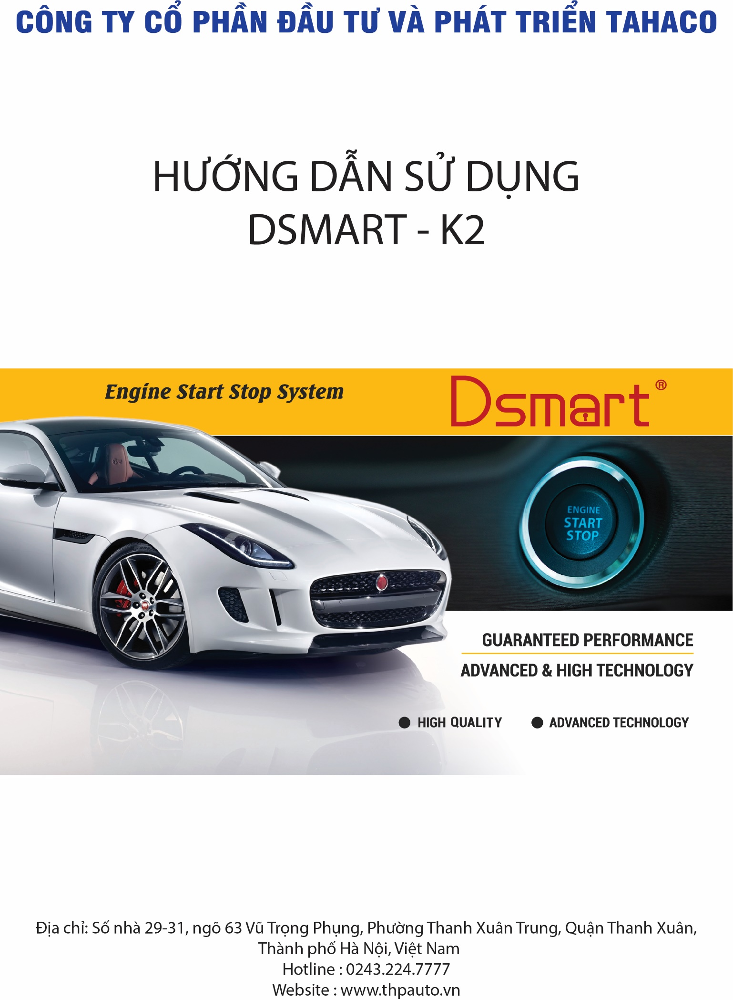 CÔNG TY CỔ PHẦN ĐẦU TƯ VÀ PHÁT TRIỂN TAHACO
HƯỚNG DẪN SỬ DỤNG
DSMART - K2
Engine Start Stop System
Dsmart®
ENGINE
START
STOP
GUARANTEED PERFORMANCE
ADVANCED & HIGH TECHNOLOGY
● HIGH QUALITY ● ADVANCED TECHNOLOGY
Địa chỉ: Số nhà 29-31, ngõ 63 Vũ Trọng Phụng, Phường Thanh Xuân Trung, Quận Thanh Xuân,
Thành phố Hà Nội, Việt Nam
Hotline : 0243.224.7777
Website : www.thpauto.vn